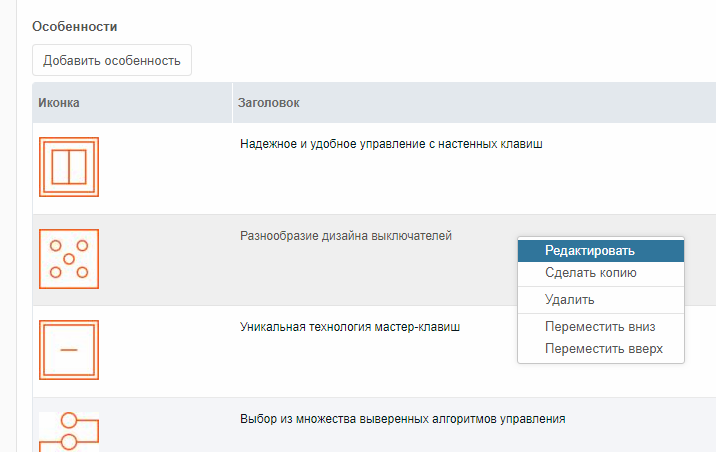 Особенности
Добавить особенность
Иконка Заголовок
Надежное и удобное управление с настенных клавиш
Разнообразие дизайна выключателей
Редактировать
Сделать копию
Удалить
Уникальная технология мастер-клавиш
Переместить вниз
Переместить вверх
Выбор из множества выверенных алгоритмов управления